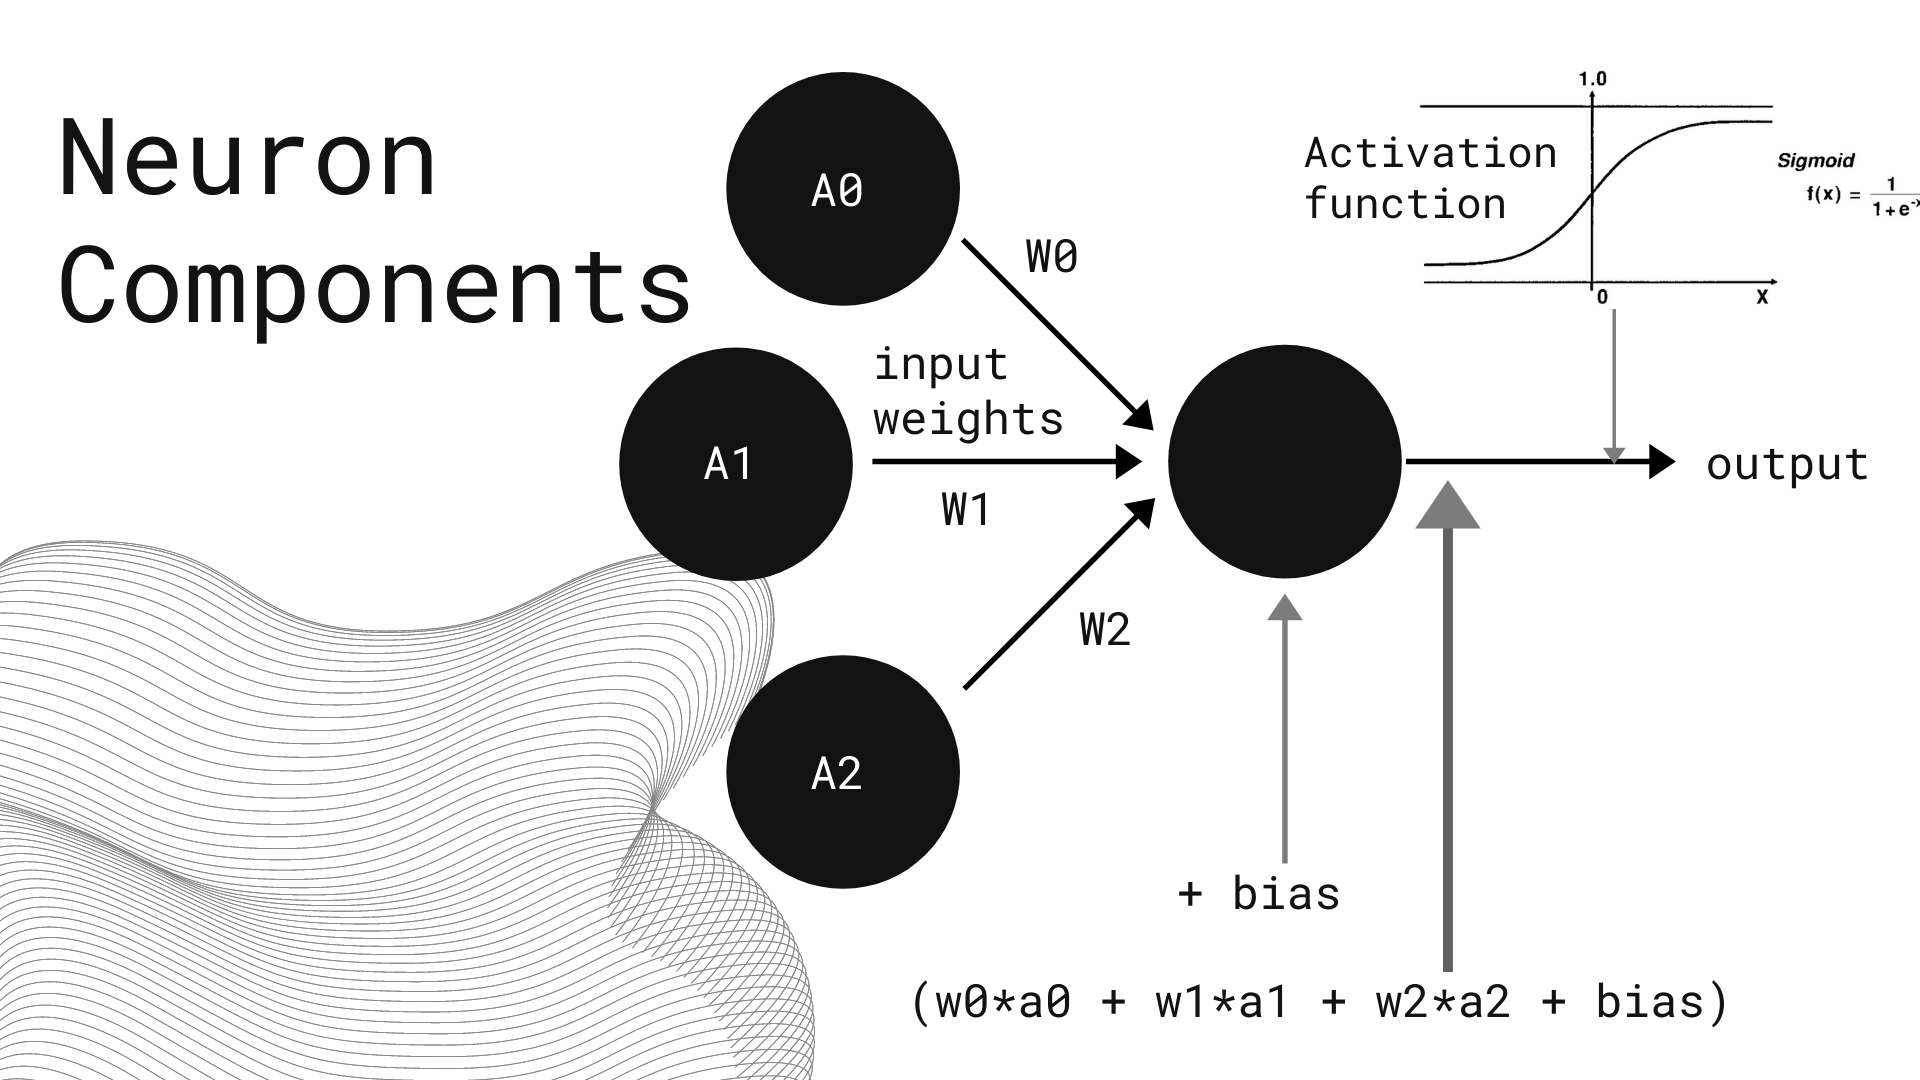 Neuron
Components
A0
W0
input
weights
A1
W1
A2
W2
Activation
function
1.0
0
X
Sigmoid
f(x) = 1
1+e-x
output
+ bias
(w0*a0 + w1*a1 + w2*a2 + bias)